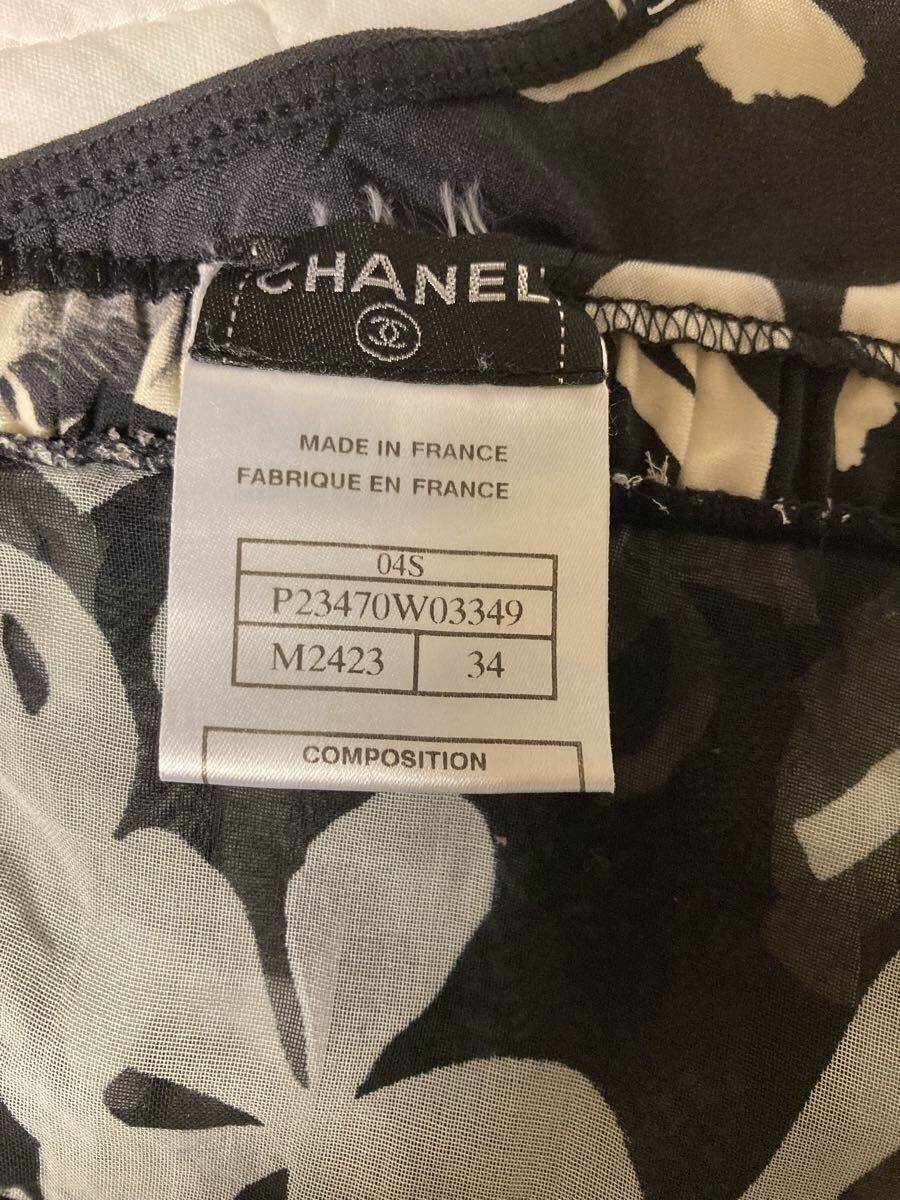 CHANEL
MADE IN FRANCE
FABRIQUE EN FRANCE
04S
P23470W03349
M2423 34
COMPOSITION